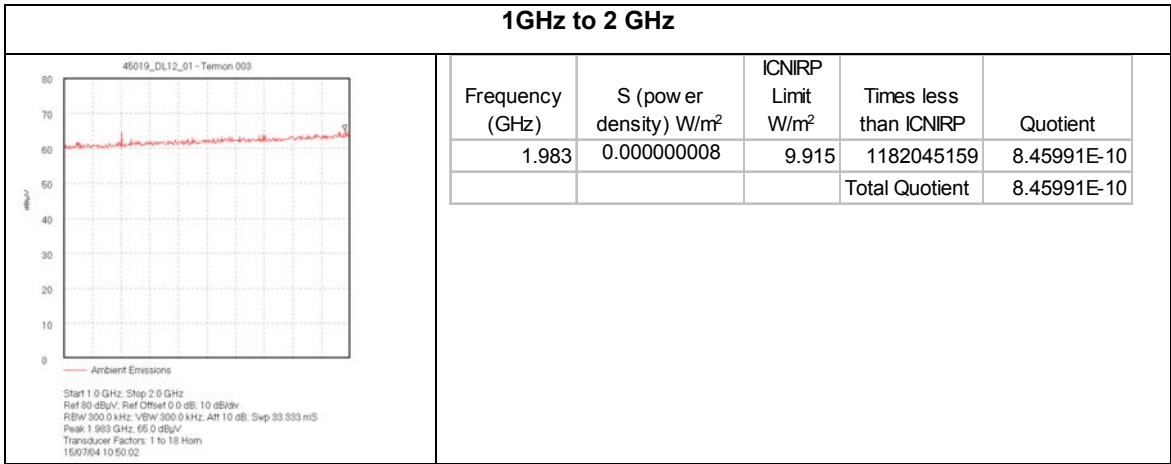 1GHz to 2 GHz
45019_DL12_01 - Termon 003
80
70
60
50
40
30
20
10
0
dBµV
Ambient Emissions
Start 1.0 GHz; Stop 2.0 GHz
Ref 80 dBµV; Ref Offset 0.0 dB; 10 dB/div
RBW 300.0 kHz; VBW 300.0 kHz; Att 10 dB; Swp 33.333 mS
Peak 1.983 GHz, 65.0 dBµV
Transducer Factors: 1 to 18 Horn
15/07/04 10:50:02
Frequency (GHz) S (power density) W/m² ICNIRP Limit W/m² Times less than ICNIRP Quotient
1.983 0.000000008 9.915 1182045159 8.45991E-10
Total Quotient 8.45991E-10